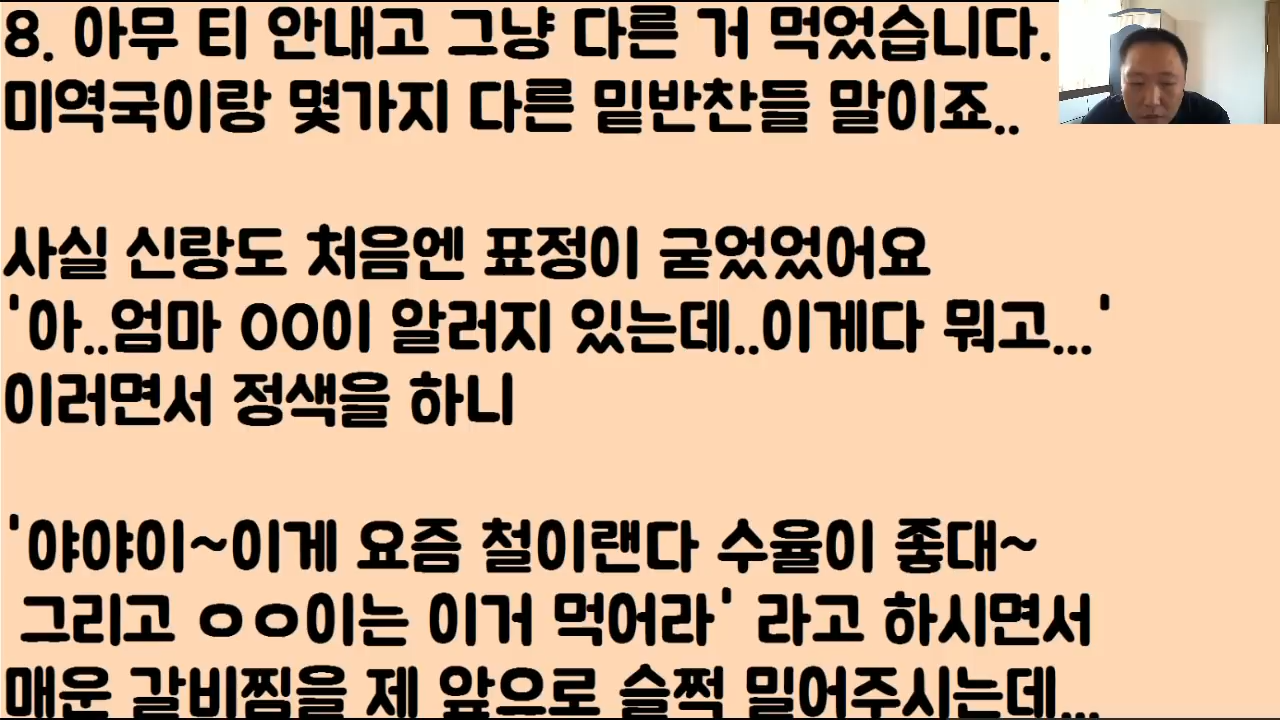 8. 아무 티 안내고 그냥 다른 거 먹었습니다.
미역국이랑 몇가지 다른 밑반찬들 말이죠..
사실 신랑도 처음엔 표정이 굳었었어요
'아..엄마 OO이 알러지 있는데..이게다 뭐고...'
이러면서 정색을 하니
'야야이~이게 요즘 철이랜다 수율이 좋대~
그리고 ㅇㅇ이는 이거 먹어라' 라고 하시면서
매운 갈비찜을 제 앞으로 슬쩍 밀어주시는데...